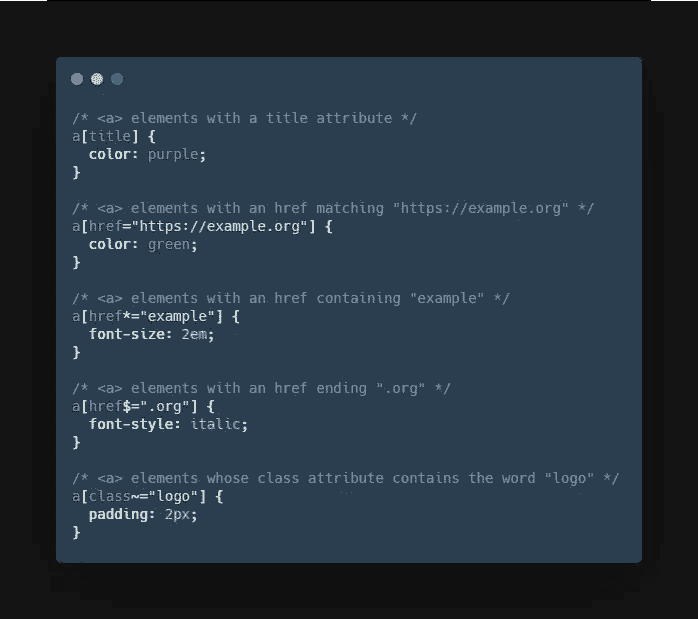 /* <a> elements with a title attribute */
a[title] {
  color: purple;
}
/* <a> elements with an href matching "https://example.org" */
a[href="https://example.org"] {
  color: green;
}
/* <a> elements with an href containing "example" */
a[href*="example"] {
  font-size: 2em;
}
/* <a> elements with an href ending ".org" */
a[href$=".org"] {
  font-style: italic;
}
/* <a> elements whose class attribute contains the word "logo" */
a[class~="logo"] {
  padding: 2px;
}